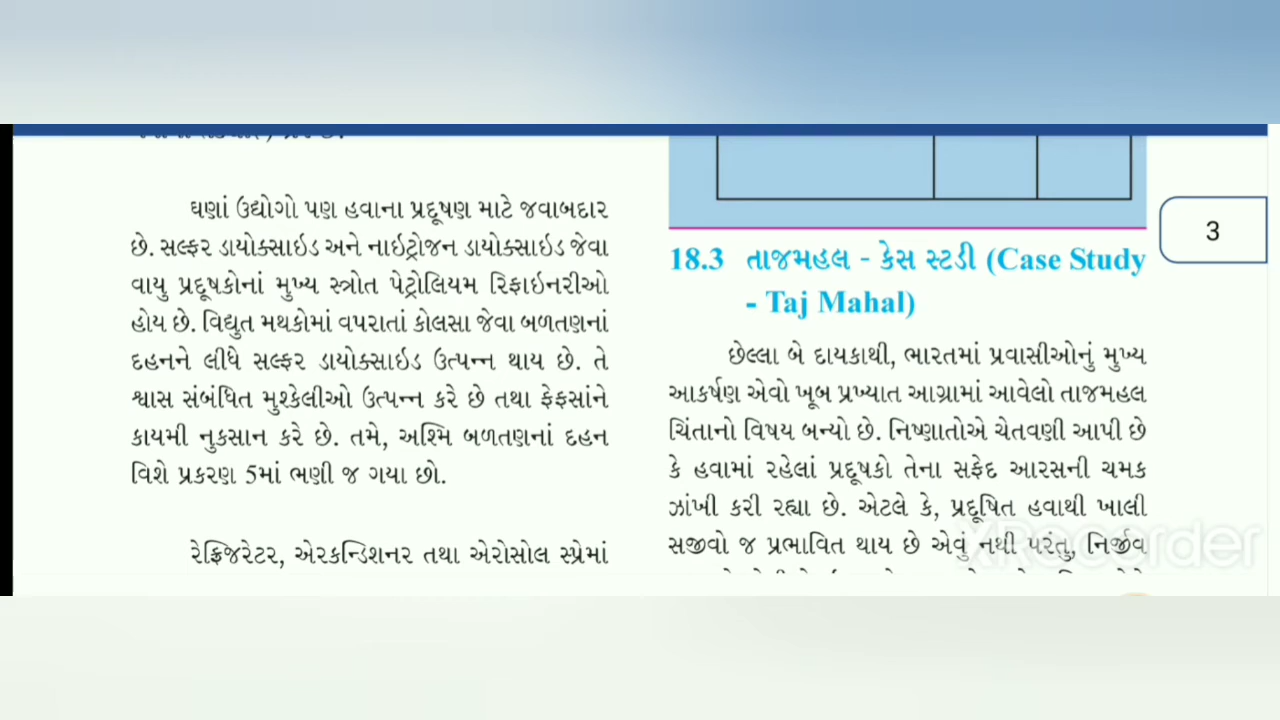 ઘણાં ઉદ્યોગો પણ હવાના પ્રદૂષણ માટે જવાબદાર
છે. સલ્ફર ડાયોક્સાઇડ અને નાઇટ્રોજન ડાયોક્સાઇડ જેવા
વાયુ પ્રદૂષકોનાં મુખ્ય સ્ત્રોત પેટ્રોલિયમ રિફાઇનરીઓ
હોય છે. વિદ્યુત મથકોમાં વપરાતાં કોલસા જેવા બળતણનાં
દહનને લીધે સલ્ફર ડાયોક્સાઇડ ઉત્પન્ન થાય છે. તે
શ્વાસ સંબંધિત મુશ્કેલીઓ ઉત્પન્ન કરે છે તથા ફેફસાંને
કાયમી નુકસાન કરે છે. તમે, અશ્મિ બળતણનાં દહન
વિશે પ્રકરણ 5માં ભણી જ ગયા છો.
રેફ્રિજરેટર, એરકન્ડિશનર તથા એરોસોલ સ્પ્રેમાં
18.3 તાજમહલ - કેસ સ્ટડી (Case Study
- Taj Mahal)
છેલ્લા બે દાયકાથી, ભારતમાં પ્રવાસીઓનું મુખ્ય
આકર્ષણ એવો ખૂબ પ્રખ્યાત આગ્રામાં આવેલો તાજમહલ
ચિંતાનો વિષય બન્યો છે. નિષ્ણાતોએ ચેતવણી આપી છે
કે હવામાં રહેલાં પ્રદૂષકો તેના સફેદ આરસની ચમક
ઝાંખી કરી રહ્યા છે. એટલે કે, પ્રદૂષિત હવાથી ખાલી
સજીવો જ પ્રભાવિત થાય છે એવું નથી પરંતુ, નિર્જીવ
3
XRecorder